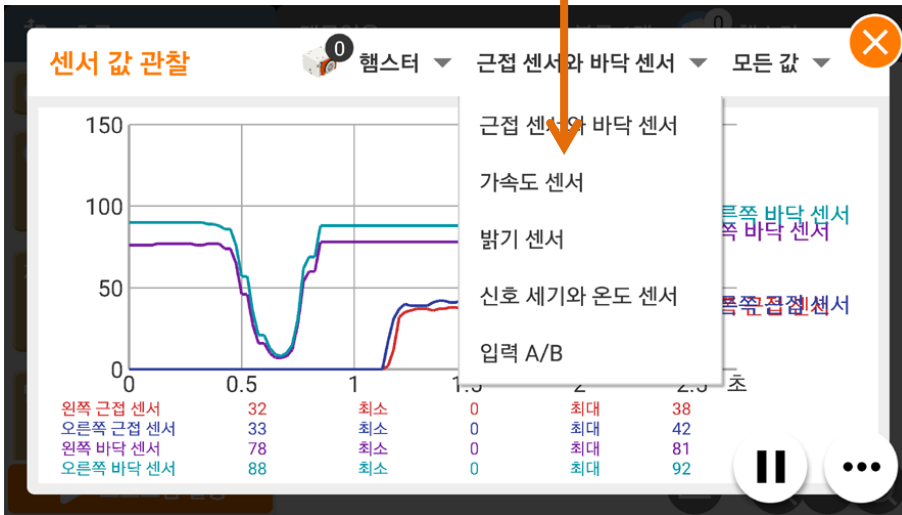 센서 값 관찰
0
햄스터
근접 센서와 바닥 센서
모든 값
근접 센서와 바닥 센서
가속도 센서
밝기 센서
신호 세기와 온도 센서
입력 A/B
150
100
50
0
0 0.5 1 1.5 2 2.5 초
른쪽 바닥 센서
쪽 바닥 센서
왼쪽 근접 센서 32 최소 0 최대 38
오른쪽 근접 센서 33 최소 0 최대 42
왼쪽 바닥 센서 78 최소 0 최대 81
오른쪽 바닥 센서 88 최소 0 최대 92